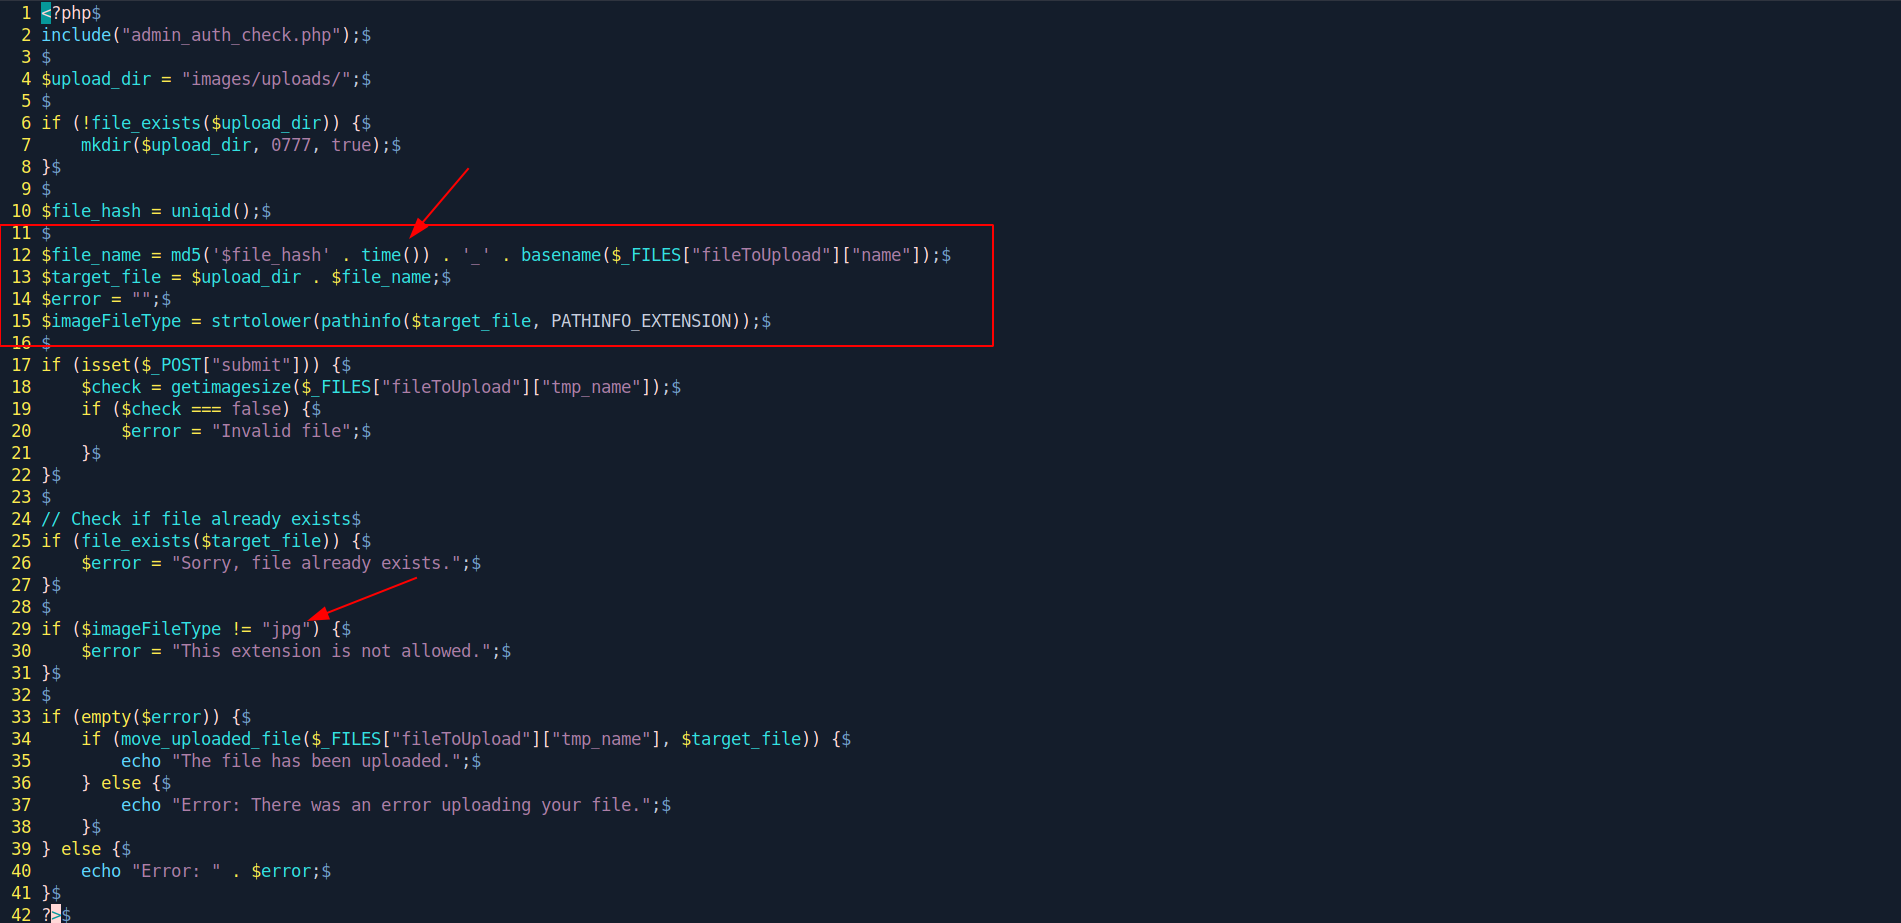 1 <?php$
2 include("admin_auth_check.php");$
3 $
4 $upload_dir = "images/uploads/";$
5 $
6 if (!file_exists($upload_dir)) {$
7     mkdir($upload_dir, 0777, true);$
8 }$
9 $
10 $file_hash = uniqid();$
11 $
12 $file_name = md5('$file_hash' . time()) . '_' . basename($_FILES["fileToUpload"]["name"]);$
13 $target_file = $upload_dir . $file_name;$
14 $error = "";$
15 $imageFileType = strtolower(pathinfo($target_file, PATHINFO_EXTENSION));$
16 $
17 if (isset($_POST["submit"])) {$
18     $check = getimagesize($_FILES["fileToUpload"]["tmp_name"]);$
19     if ($check === false) {$
20         $error = "Invalid file";$
21     }$
22 }$
23 $
24 // Check if file already exists$
25 if (file_exists($target_file)) {$
26     $error = "Sorry, file already exists.";$
27 }$
28 $
29 if ($imageFileType != "jpg") {$
30     $error = "This extension is not allowed.";$
31 }$
32 $
33 if (empty($error)) {$
34     if (move_uploaded_file($_FILES["fileToUpload"]["tmp_name"], $target_file)) {$
35         echo "The file has been uploaded.";$
36     } else {$
37         echo "Error: There was an error uploading your file.";$
38     }$
39 } else {$
40     echo "Error: " . $error;$
41 }$
42 ?>$